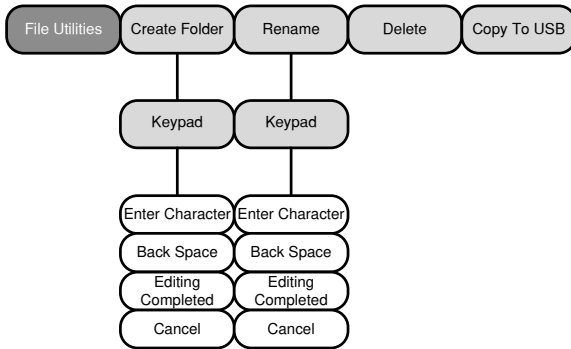 File Utilities Create Folder Rename Delete Copy To USB
Keypad Keypad
Enter Character Enter Character
Back Space Back Space
Editing Editing
Completed Completed
Cancel Cancel